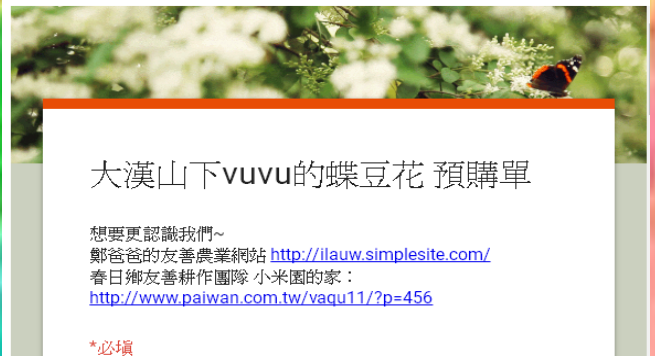 大漢山下vuvu的蝶豆花 預購單
想要更認識我們~
鄭爸爸的友善農業網站 http://ilauw.simplesite.com/
春日鄉友善耕作團隊 小米園的家：
http://www.paiwan.com.tw/vaqu11/?p=456
*必填